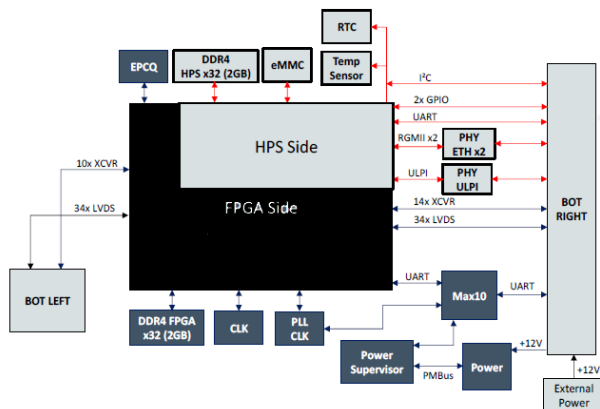 RTC
EPCQ
DDR4
HPS x32 (2GB)
eMMC
Temp
Sensor
I²C
2x GPIO
UART
HPS Side
RGMII x2
PHY
ETH x2
10x XCVR
ULPI
PHY
ULPI
BOT
RIGHT
FPGA Side
14x XCVR
34x LVDS
34x LVDS
UART
Max10
UART
BOT LEFT
DDR4 FPGA
x32 (2GB)
CLK
PLL
CLK
+12V
Power
Supervisor
PMBus
Power
+12V
External
Power